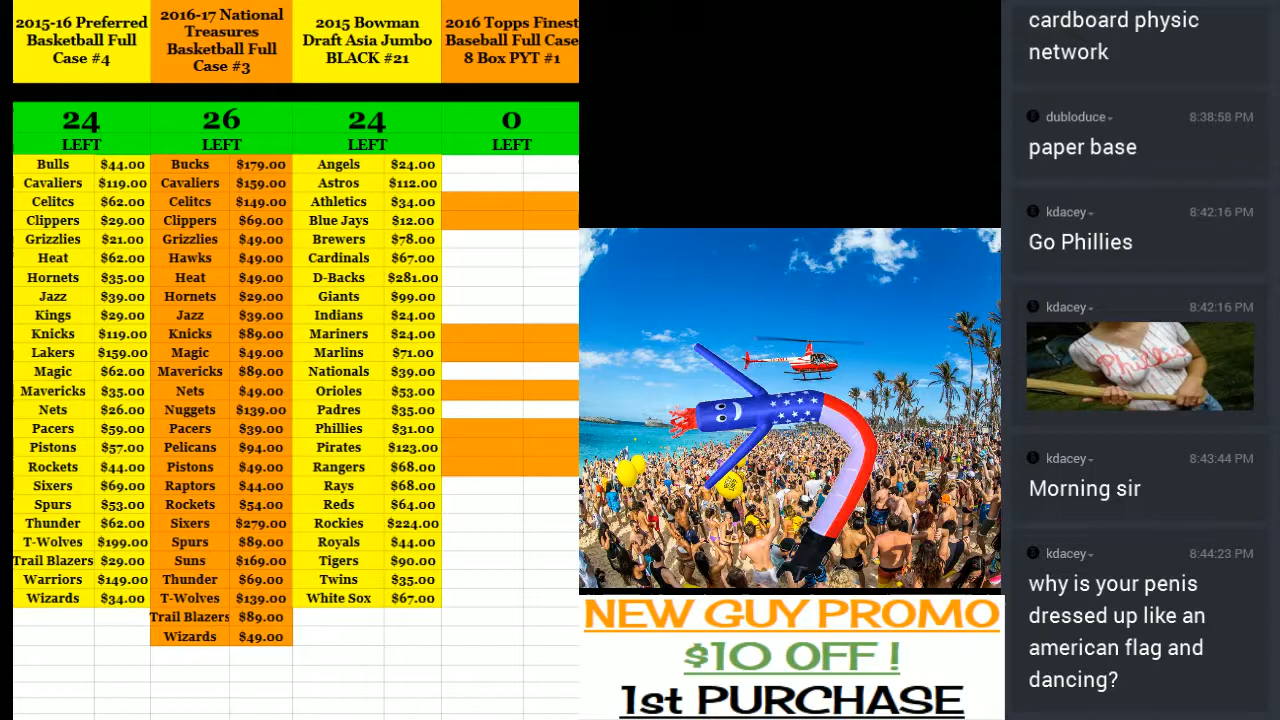 2015-16 Preferred
Basketball Full
Case #4
2016-17 National
Treasures
Basketball Full
Case #3
2015 Bowman
Draft Asia Jumbo
BLACK #21
2016 Topps Finest
Baseball Full Case
8 Box PYT #1
24 26 24 0
LEFT LEFT LEFT LEFT
Bulls $44.00 Bucks $179.00 Angels $24.00
Cavaliers $119.00 Cavaliers $159.00 Astros $112.00
Celitcs $62.00 Celitcs $149.00 Athletics $34.00
Clippers $29.00 Clippers $69.00 Blue Jays $12.00
Grizzlies $21.00 Grizzlies $49.00 Brewers $78.00
Heat $62.00 Hawks $49.00 Cardinals $67.00
Hornets $35.00 Heat $49.00 D-Backs $281.00
Jazz $39.00 Hornets $29.00 Giants $99.00
Kings $29.00 Jazz $39.00 Indians $24.00
Knicks $119.00 Knicks $89.00 Mariners $24.00
Lakers $159.00 Magic $49.00 Marlins $71.00
Magic $62.00 Mavericks $89.00 Nationals $39.00
Mavericks $35.00 Nets $49.00 Orioles $53.00
Nets $26.00 Nuggets $139.00 Padres $35.00
Pacers $59.00 Pacers $39.00 Phillies $31.00
Pistons $57.00 Pelicans $94.00 Pirates $123.00
Rockets $44.00 Pistons $49.00 Rangers $68.00
Sixers $69.00 Raptors $44.00 Rays $68.00
Spurs $53.00 Rockets $54.00 Reds $64.00
Thunder $62.00 Sixers $279.00 Rockies $224.00
T-Wolves $199.00 Spurs $89.00 Royals $44.00
Trail Blazers $29.00 Suns $169.00 Tigers $90.00
Warriors $149.00 Thunder $69.00 Twins $35.00
Wizards $34.00 T-Wolves $139.00 White Sox $67.00
Trail Blazers $89.00
Wizards $49.00
NEW GUY PROMO
$10 OFF !
1st PURCHASE
cardboard physic
network
dubloduce 8:38:58 PM
paper base
kdacey 8:42:16 PM
Go Phillies
kdacey 8:42:16 PM
Phillies
kdacey 8:43:44 PM
Morning sir
kdacey 8:44:23 PM
why is your penis
dressed up like an
american flag and
dancing?